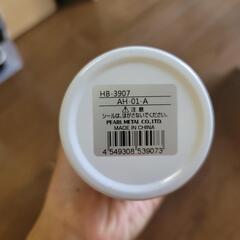 HB-3907
AH-01-A
⚠注意
シールは、はがさないでください。
PEARL METAL CO.,LTD.
MADE IN CHINA
4 549308 539073